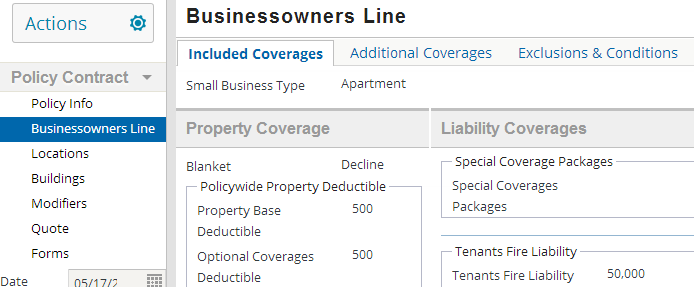 Actions
Policy Contract
Policy Info
Businessowners Line
Locations
Buildings
Modifiers
Quote
Forms
Date 05/17/2
Businessowners Line
Included Coverages Additional Coverages Exclusions & Conditions
Small Business Type Apartment
Property Coverage
Blanket Decline
Policywide Property Deductible
Property Base 500
Deductible
Optional Coverages 500
Deductible
Liability Coverages
Special Coverage Packages
Special Coverages
Packages
Tenants Fire Liability
Tenants Fire Liability 50,000